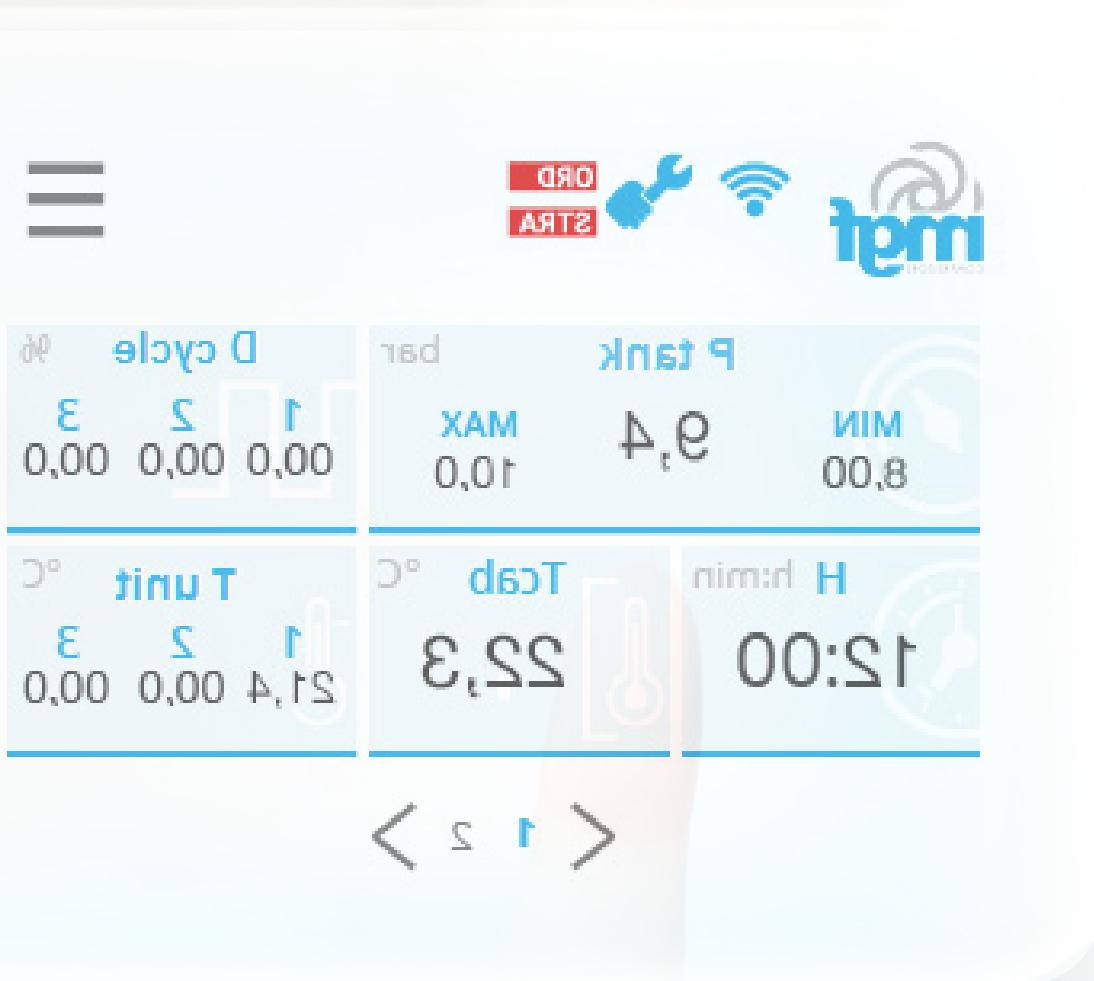 mgf
ORD
STRA
P tank bar
MIN
8,00
9,4
MAX
10,0
D cycle %
1 2 3
00,0 00,0 00,0
H h:min
12:00
Tcab °C
22,3
T unit °C
1 2 3
21,4 00,0 00,0
1 2